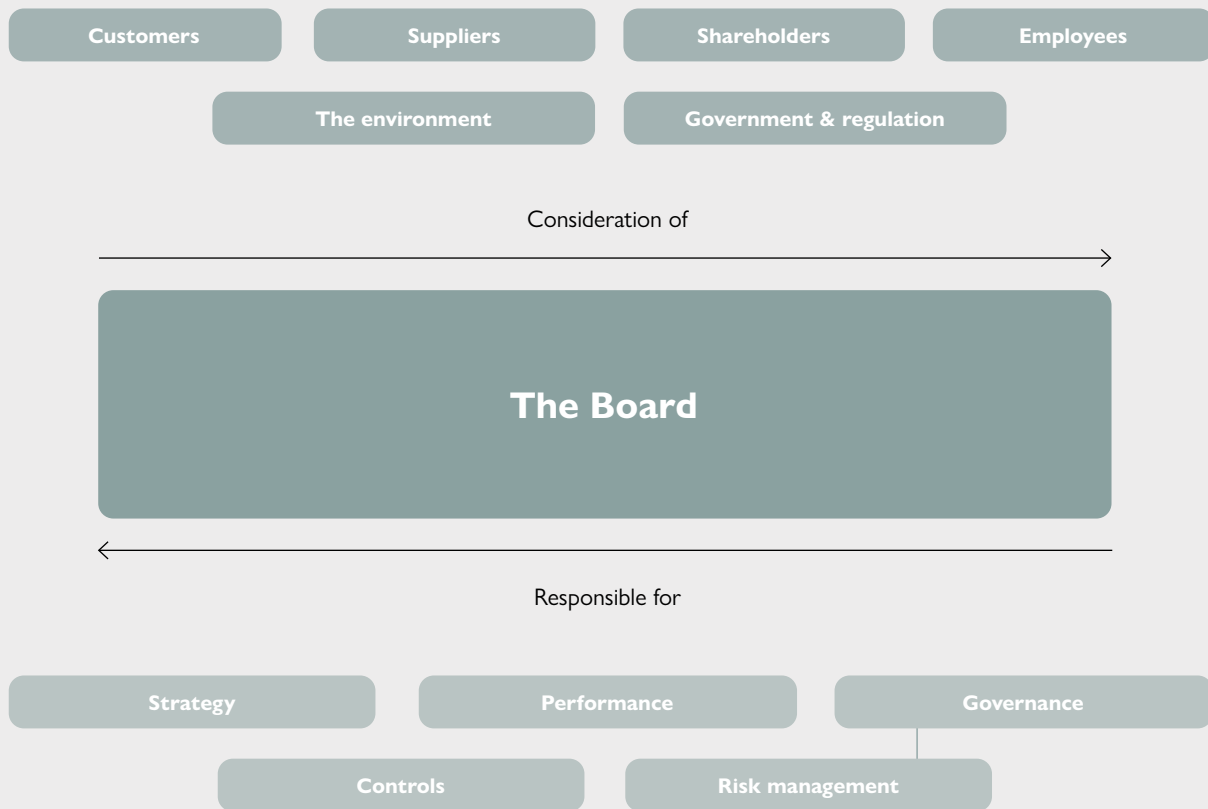 Customers
Suppliers
Shareholders
Employees
The environment
Government & regulation
Consideration of
The Board
Responsible for
Strategy
Performance
Governance
Controls
Risk management